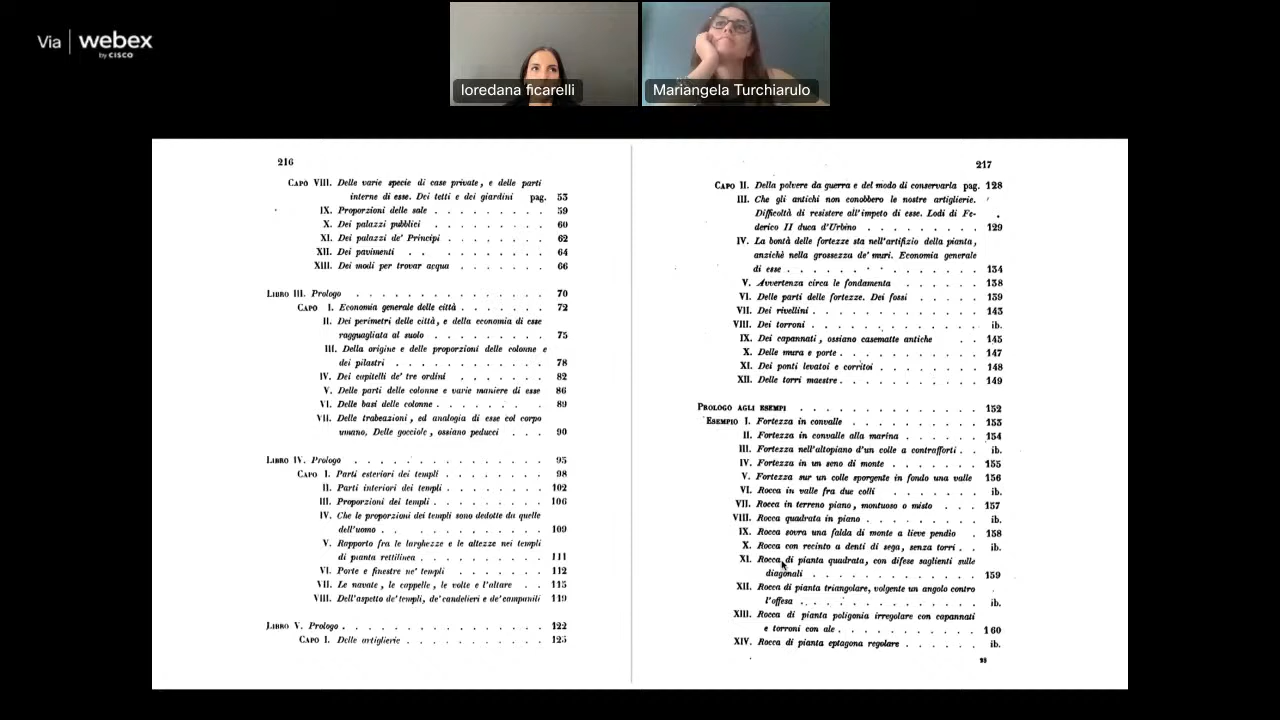 Via | webex
by CISCO
loredana ficarelli
Mariangela Turchiarulo
216
CAPO VIII. Delle varie specie di case private, e delle parti
interne di esse. Dei tetti e dei giardini pag. 53
IX. Proporzioni delle sale . . . . . . . . 59
X. Dei palazzi pubblici . . . . . . . . 60
XI. Dei palazzi de' Principi . . . . . . . 62
XII. Dei pavimenti . . . . . . . . . 64
XIII. Dei modi per trovar acqua . . . . . . . 66
LIBRO III. Prologo . . . . . . . . . . . . 70
CAPO I. Economia generale delle città . . . . . . 72
II. Dei perimetri delle città, e della economia di esse
ragguagliata al suolo . . . . . . . . 75
III. Della origine e delle proporzioni delle colonne e
dei pilastri . . . . . . . . . . 78
IV. Dei capitelli de' tre ordini . . . . . . . 82
V. Delle parti delle colonne e varie maniere di esse 86
VI. Delle basi delle colonne . . . . . . . 89
VII. Delle trabeazioni, ed analogia di esse col corpo
umano. Delle gocciole, ossiano peducci . . . 90
LIBRO IV. Prologo . . . . . . . . . . . . 95
CAPO I. Parti esteriori dei templi . . . . . . . 98
II. Parti interiori dei templi . . . . . . . 102
III. Proporzioni dei templi . . . . . . . . 106
IV. Che le proporzioni dei templi sono dedotte da quelle
dell'uomo . . . . . . . . . . 109
V. Rapporto fra le larghezze e le altezze nei templi
di pianta rettilinea . . . . . . . . 111
VI. Porte e finestre ne' templi . . . . . . . 112
VII. Le navate, le cappelle, le volte e l'altare . . . 115
VIII. Dell'aspetto de' templi, de' candelieri e de' campanili 119
LIBRO V. Prologo . . . . . . . . . . . . 122
CAPO I. Delle artiglierie . . . . . . . . . 125
217
CAPO II. Della polvere da guerra e del modo di conservarla pag. 128
III. Che gli antichi non conobbero le nostre artiglierie.
Difficoltà di resistere all'impeto di esse. Lodi di Fe-
derico II duca d'Urbino . . . . . . . . 129
IV. La bontà delle fortezze sta nell'artifizio della pianta,
anzichè nella grossezza de' muri. Economia generale
di esse . . . . . . . . . . . 134
V. Avvertenza circa le fondamenta . . . . . . 138
VI. Delle parti delle fortezze. Dei fossi . . . . . 139
VII. Dei rivellini . . . . . . . . . . 143
VIII. Dei torroni . . . . . . . . . . ib.
IX. Dei capannati, ossiano casematte antiche . . 145
X. Delle mura e porte . . . . . . . . . 147
XI. Dei ponti levatoi e corritoi . . . . . . . 148
XII. Delle torri maestre . . . . . . . . . 149
PROLOGO AGLI ESEMPI . . . . . . . . . . . 152
ESEMPIO I. Fortezza in convalle . . . . . . . . 153
II. Fortezza in convalle alla marina . . . . . 154
III. Fortezza nell'altopiano d'un colle a contrafforti . . ib.
IV. Fortezza in un seno di monte . . . . . . 155
V. Fortezza sur un colle sporgente in fondo una valle 156
VI. Rocca in valle fra due colli . . . . . . ib.
VII. Rocca in terreno piano, montuoso o misto . . . 157
VIII. Rocca quadrata in piano . . . . . . . ib.
IX. Rocca sovra una falda di monte a lieve pendio . 158
X. Rocca con recinto a denti di sega, senza torri . . ib.
XI. Rocca di pianta quadrata, con difese saglienti sulle
diagonali . . . . . . . . . . 159
XII. Rocca di pianta triangolare, volgente un angolo contro
l'offesa . . . . . . . . . . . ib.
XIII. Rocca di pianta poligonia irregolare con capannati
e torroni con ale . . . . . . . . . 160
XIV. Rocca di pianta eptagona regolare . . . . . ib.